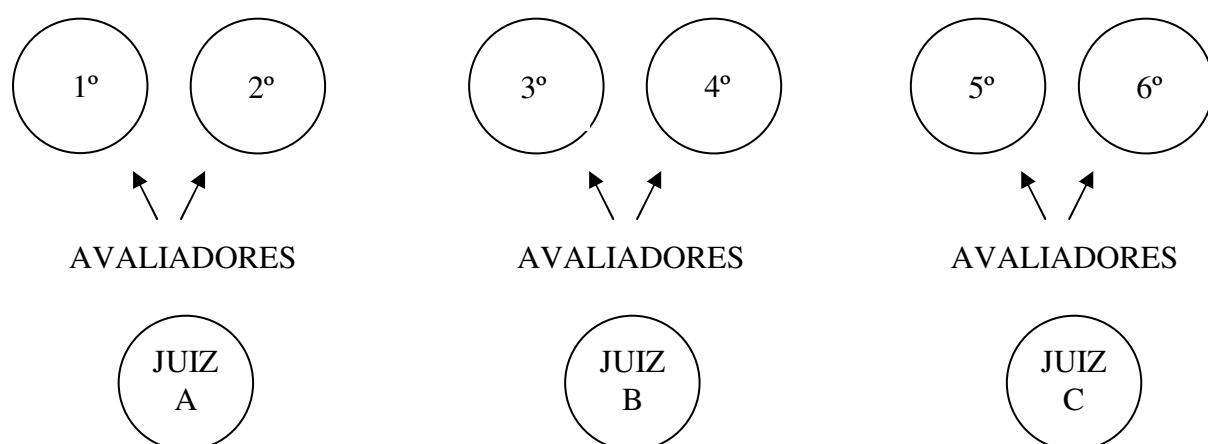 1º 2º 3º 4º 5º 6º
AVALIADORES AVALIADORES AVALIADORES
JUIZ JUIZ JUIZ
A B C